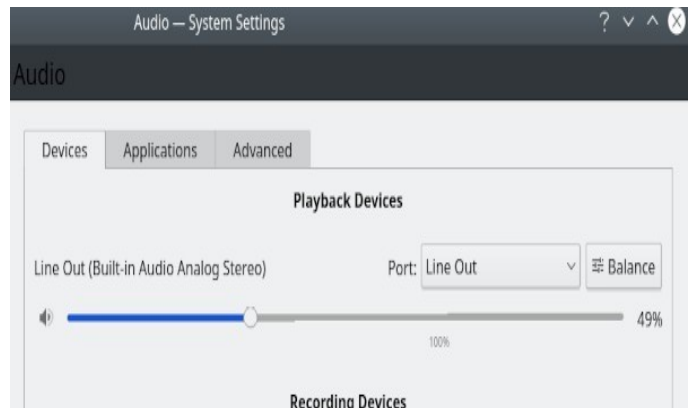 Audio — System Settings
Audio
Devices Applications Advanced
Playback Devices
Line Out (Built-in Audio Analog Stereo) Port: Line Out Balance
49%
100%
Recording Devices